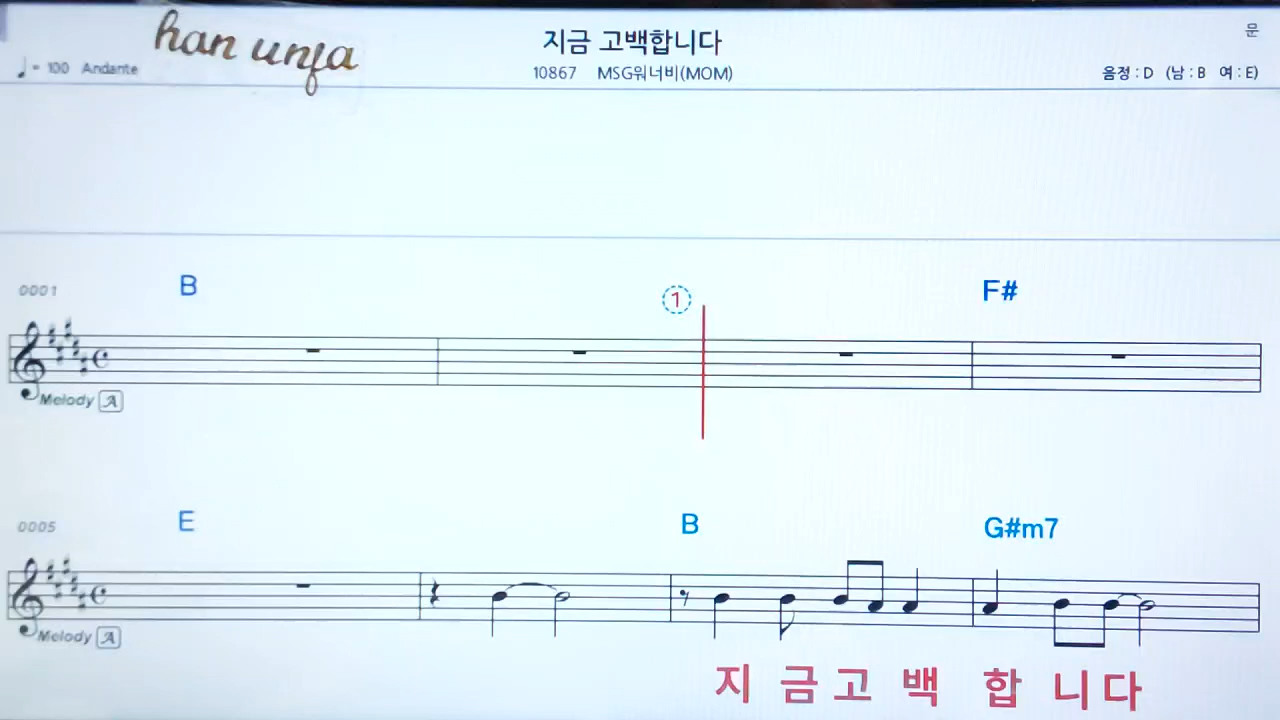 han unfa
지금 고백합니다
문
♩= 100 Andante
10867 MSG워너비(MOM)
음정 : D (남 : B 여 : E)
0001
B
1
F#
Melody A
0005
E
B
G#m7
Melody A
지 금 고 백 합 니 다